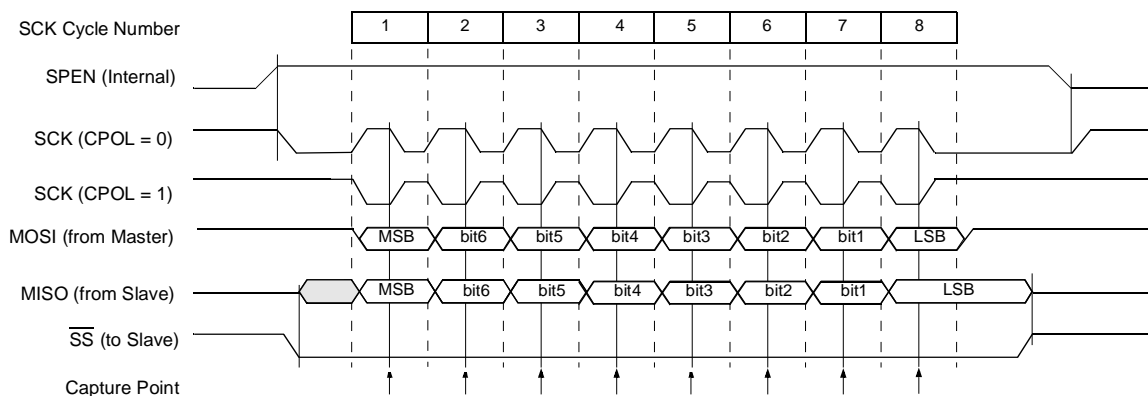 SCK Cycle Number 1 2 3 4 5 6 7 8
SPEN (Internal)
SCK (CPOL = 0)
SCK (CPOL = 1)
MOSI (from Master) MSB bit6 bit5 bit4 bit3 bit2 bit1 LSB
MISO (from Slave) MSB bit6 bit5 bit4 bit3 bit2 bit1 LSB
SS (to Slave)
Capture Point